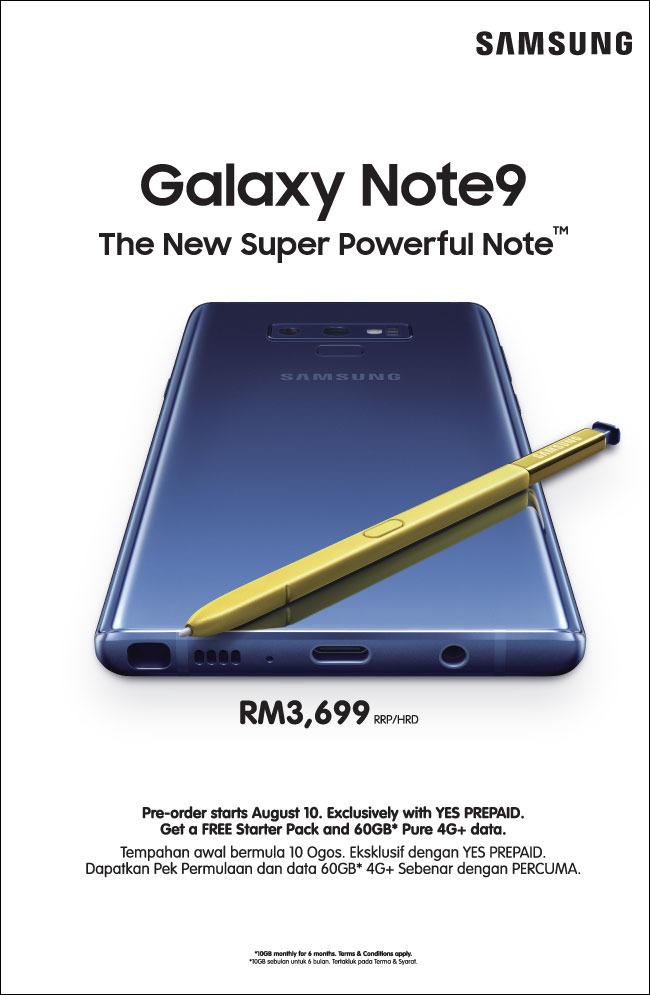 SAMSUNG
Galaxy Note9
The New Super Powerful Note™
SAMSUNG
SAMSUNG
RM3,699 RRP/HRD
Pre-order starts August 10. Exclusively with YES PREPAID.
Get a FREE Starter Pack and 60GB* Pure 4G+ data.
Tempahan awal bermula 10 Ogos. Eksklusif dengan YES PREPAID.
Dapatkan Pek Permulaan dan data 60GB* 4G+ Sebenar dengan PERCUMA.
*10GB monthly for 6 months. Terms & Conditions apply.
*10GB sebulan untuk 6 bulan. Tertakluk pada Terma & Syarat.